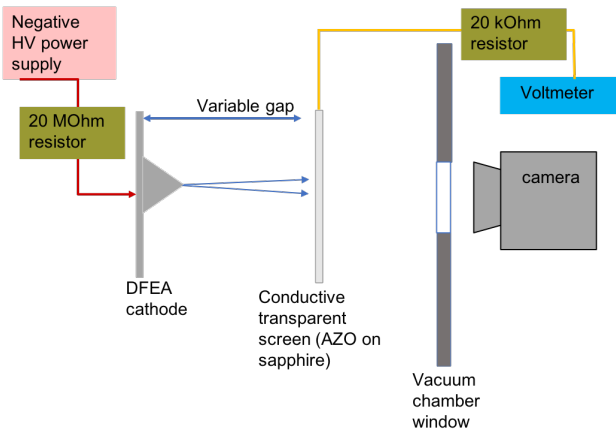 Negative
HV power
supply
20 MOhm
resistor
Variable gap
20 kOhm
resistor
Voltmeter
camera
DFEA
cathode
Conductive
transparent
screen (AZO on
sapphire)
Vacuum
chamber
window